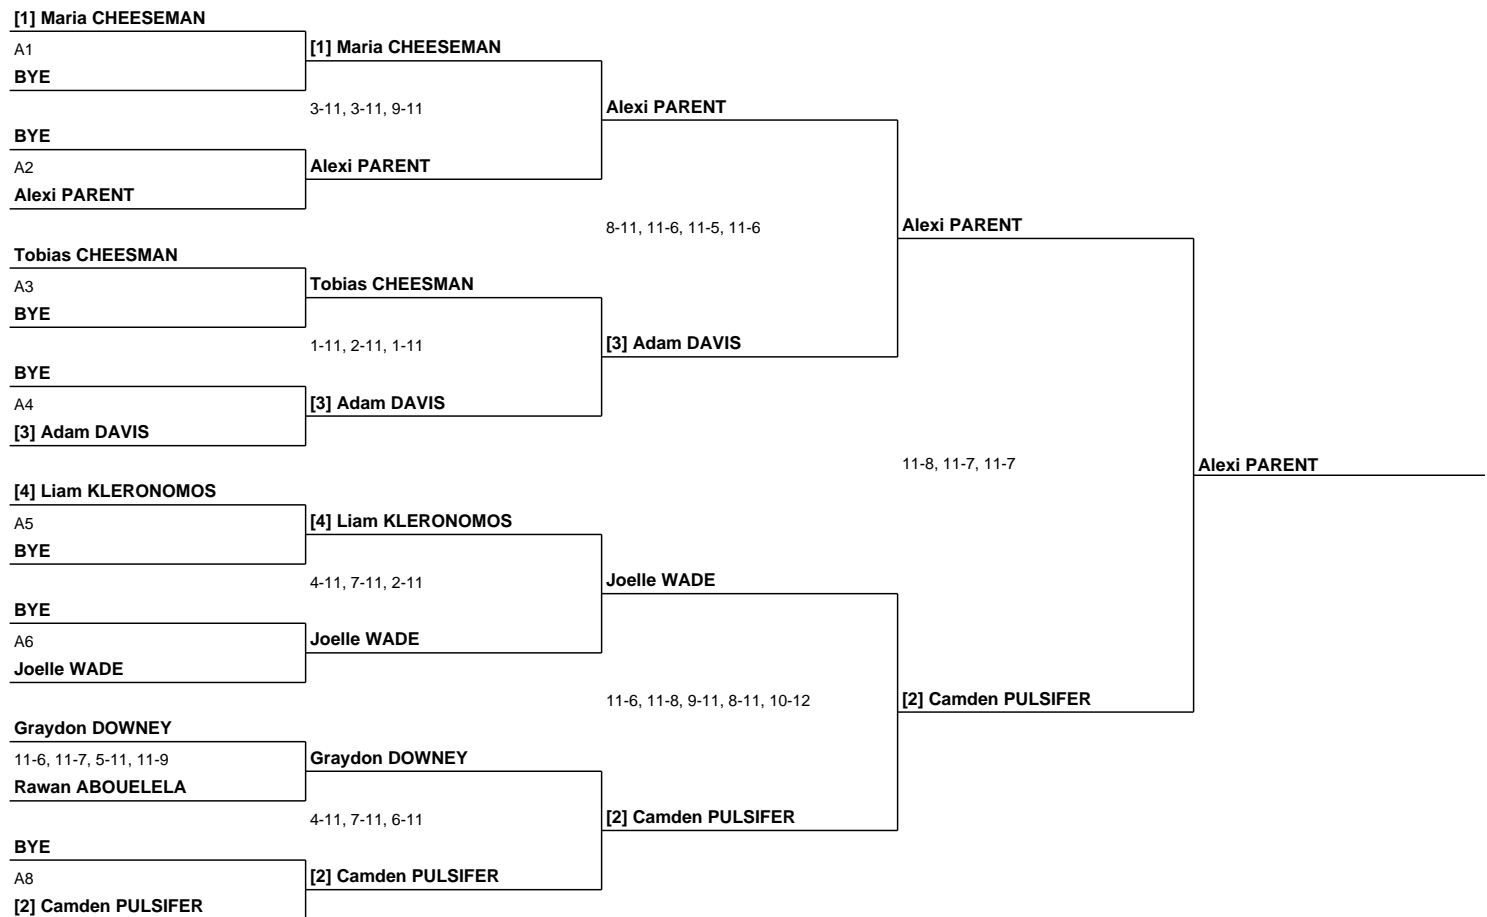 [1] Maria CHEESEMAN
A1
[1] Maria CHEESEMAN
BYE
3-11, 3-11, 9-11
Alexi PARENT
BYE
A2
Alexi PARENT
Alexi PARENT
8-11, 11-6, 11-5, 11-6
Alexi PARENT
Tobias CHEESMAN
A3
Tobias CHEESMAN
BYE
1-11, 2-11, 1-11
[3] Adam DAVIS
BYE
A4
[3] Adam DAVIS
[3] Adam DAVIS
11-8, 11-7, 11-7
Alexi PARENT
[4] Liam KLERONOMOS
A5
[4] Liam KLERONOMOS
BYE
4-11, 7-11, 2-11
Joelle WADE
BYE
A6
Joelle WADE
Joelle WADE
11-6, 11-8, 9-11, 8-11, 10-12
[2] Camden PULSIFER
Graydon DOWNEY
11-6, 11-7, 5-11, 11-9
Graydon DOWNEY
Rawan ABOUELELA
4-11, 7-11, 6-11
[2] Camden PULSIFER
BYE
A8
[2] Camden PULSIFER
[2] Camden PULSIFER